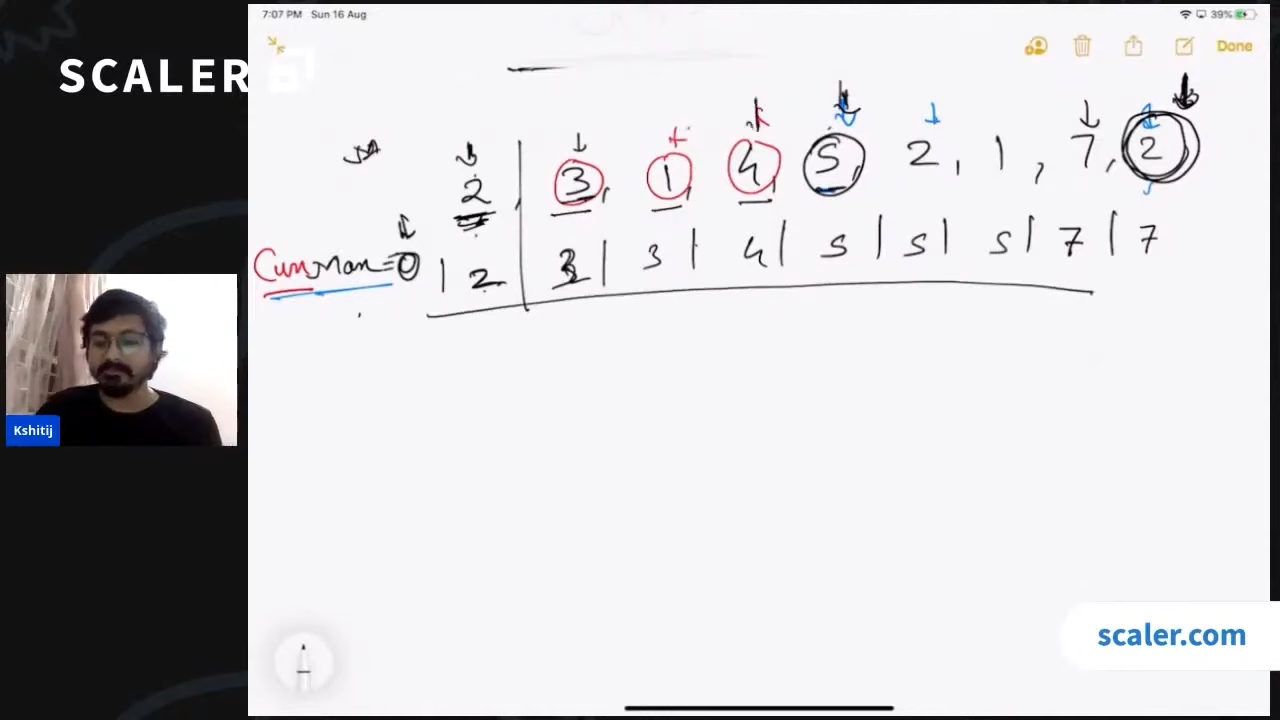 7:07 PM Sun 16 Aug
39%
Done
SCALER
2, 3, 1, 4, 5, 2, 1, 7, 2
CurrMax=0 | 2 | 3 | 3 | 4 | 5 | 5 | 5 | 7 | 7
Kshitij
scaler.com